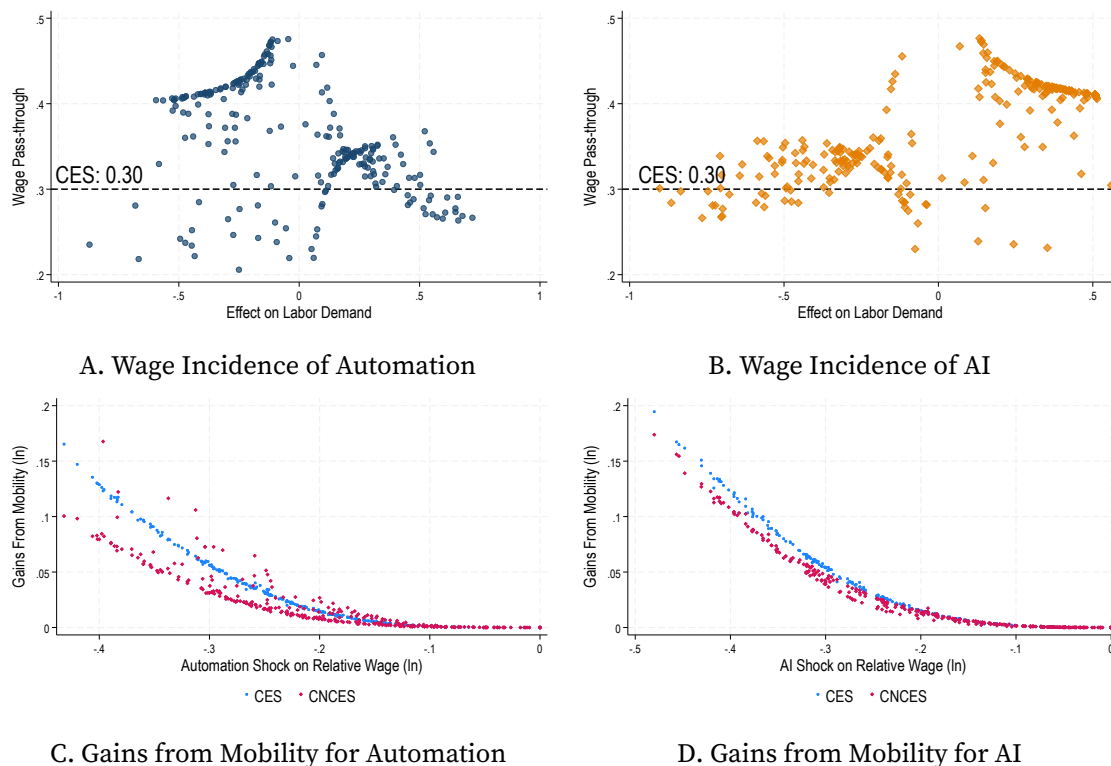 .5
.4
.3
.2
Wage Pass-through
CES: 0.30
-1
-.5
0
.5
1
Effect on Labor Demand
A. Wage Incidence of Automation
.5
.4
.3
.2
Wage Pass-through
CES: 0.30
-1
-.5
0
.5
Effect on Labor Demand
B. Wage Incidence of AI
.2
.15
.1
.05
0
Gains From Mobility (ln)
-.4
-.3
-.2
-.1
0
Automation Shock on Relative Wage (ln)
CES CNCES
C. Gains from Mobility for Automation
.2
.15
.1
.05
0
Gains From Mobility (ln)
-.5
-.4
-.3
-.2
-.1
0
AI Shock on Relative Wage (ln)
CES CNCES
D. Gains from Mobility for AI